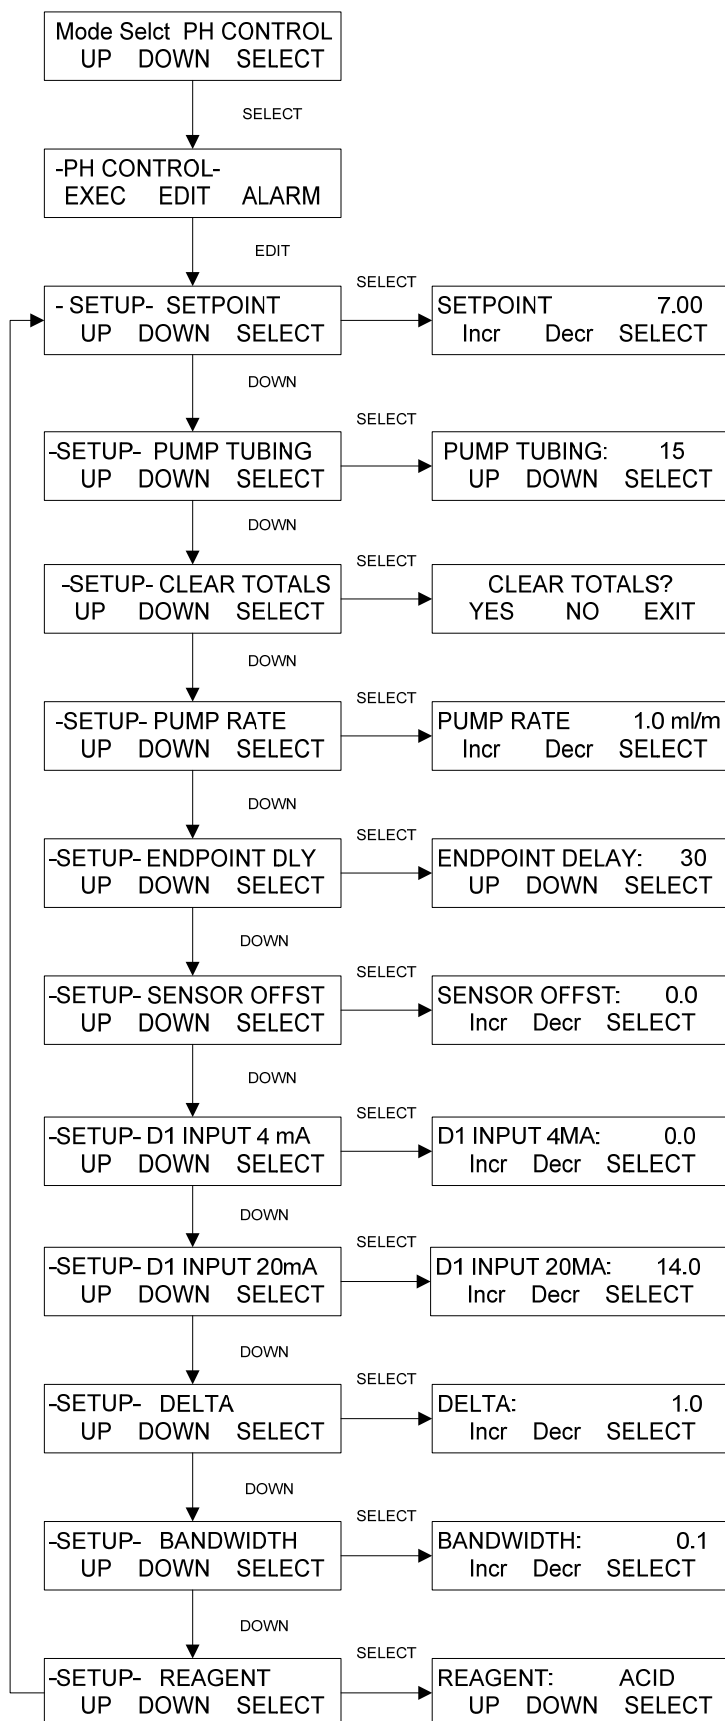 Mode Selct PH CONTROL
UP DOWN SELECT
SELECT
-PH CONTROL-
EXEC EDIT ALARM
EDIT
- SETUP- SETPOINT
UP DOWN SELECT
SELECT
SETPOINT 7.00
Incr Decr SELECT
DOWN
-SETUP- PUMP TUBING
UP DOWN SELECT
SELECT
PUMP TUBING: 15
UP DOWN SELECT
DOWN
-SETUP- CLEAR TOTALS
UP DOWN SELECT
SELECT
CLEAR TOTALS?
YES NO EXIT
DOWN
-SETUP- PUMP RATE
UP DOWN SELECT
SELECT
PUMP RATE 1.0 ml/m
Incr Decr SELECT
DOWN
-SETUP- ENDPOINT DLY
UP DOWN SELECT
SELECT
ENDPOINT DELAY: 30
UP DOWN SELECT
DOWN
-SETUP- SENSOR OFFST
UP DOWN SELECT
SELECT
SENSOR OFFST: 0.0
Incr Decr SELECT
DOWN
-SETUP- D1 INPUT 4 mA
UP DOWN SELECT
SELECT
D1 INPUT 4MA: 0.0
Incr Decr SELECT
DOWN
-SETUP- D1 INPUT 20mA
UP DOWN SELECT
SELECT
D1 INPUT 20MA: 14.0
Incr Decr SELECT
DOWN
-SETUP- DELTA
UP DOWN SELECT
SELECT
DELTA: 1.0
Incr Decr SELECT
DOWN
-SETUP- BANDWIDTH
UP DOWN SELECT
SELECT
BANDWIDTH: 0.1
Incr Decr SELECT
DOWN
-SETUP- REAGENT
UP DOWN SELECT
SELECT
REAGENT: ACID
UP DOWN SELECT